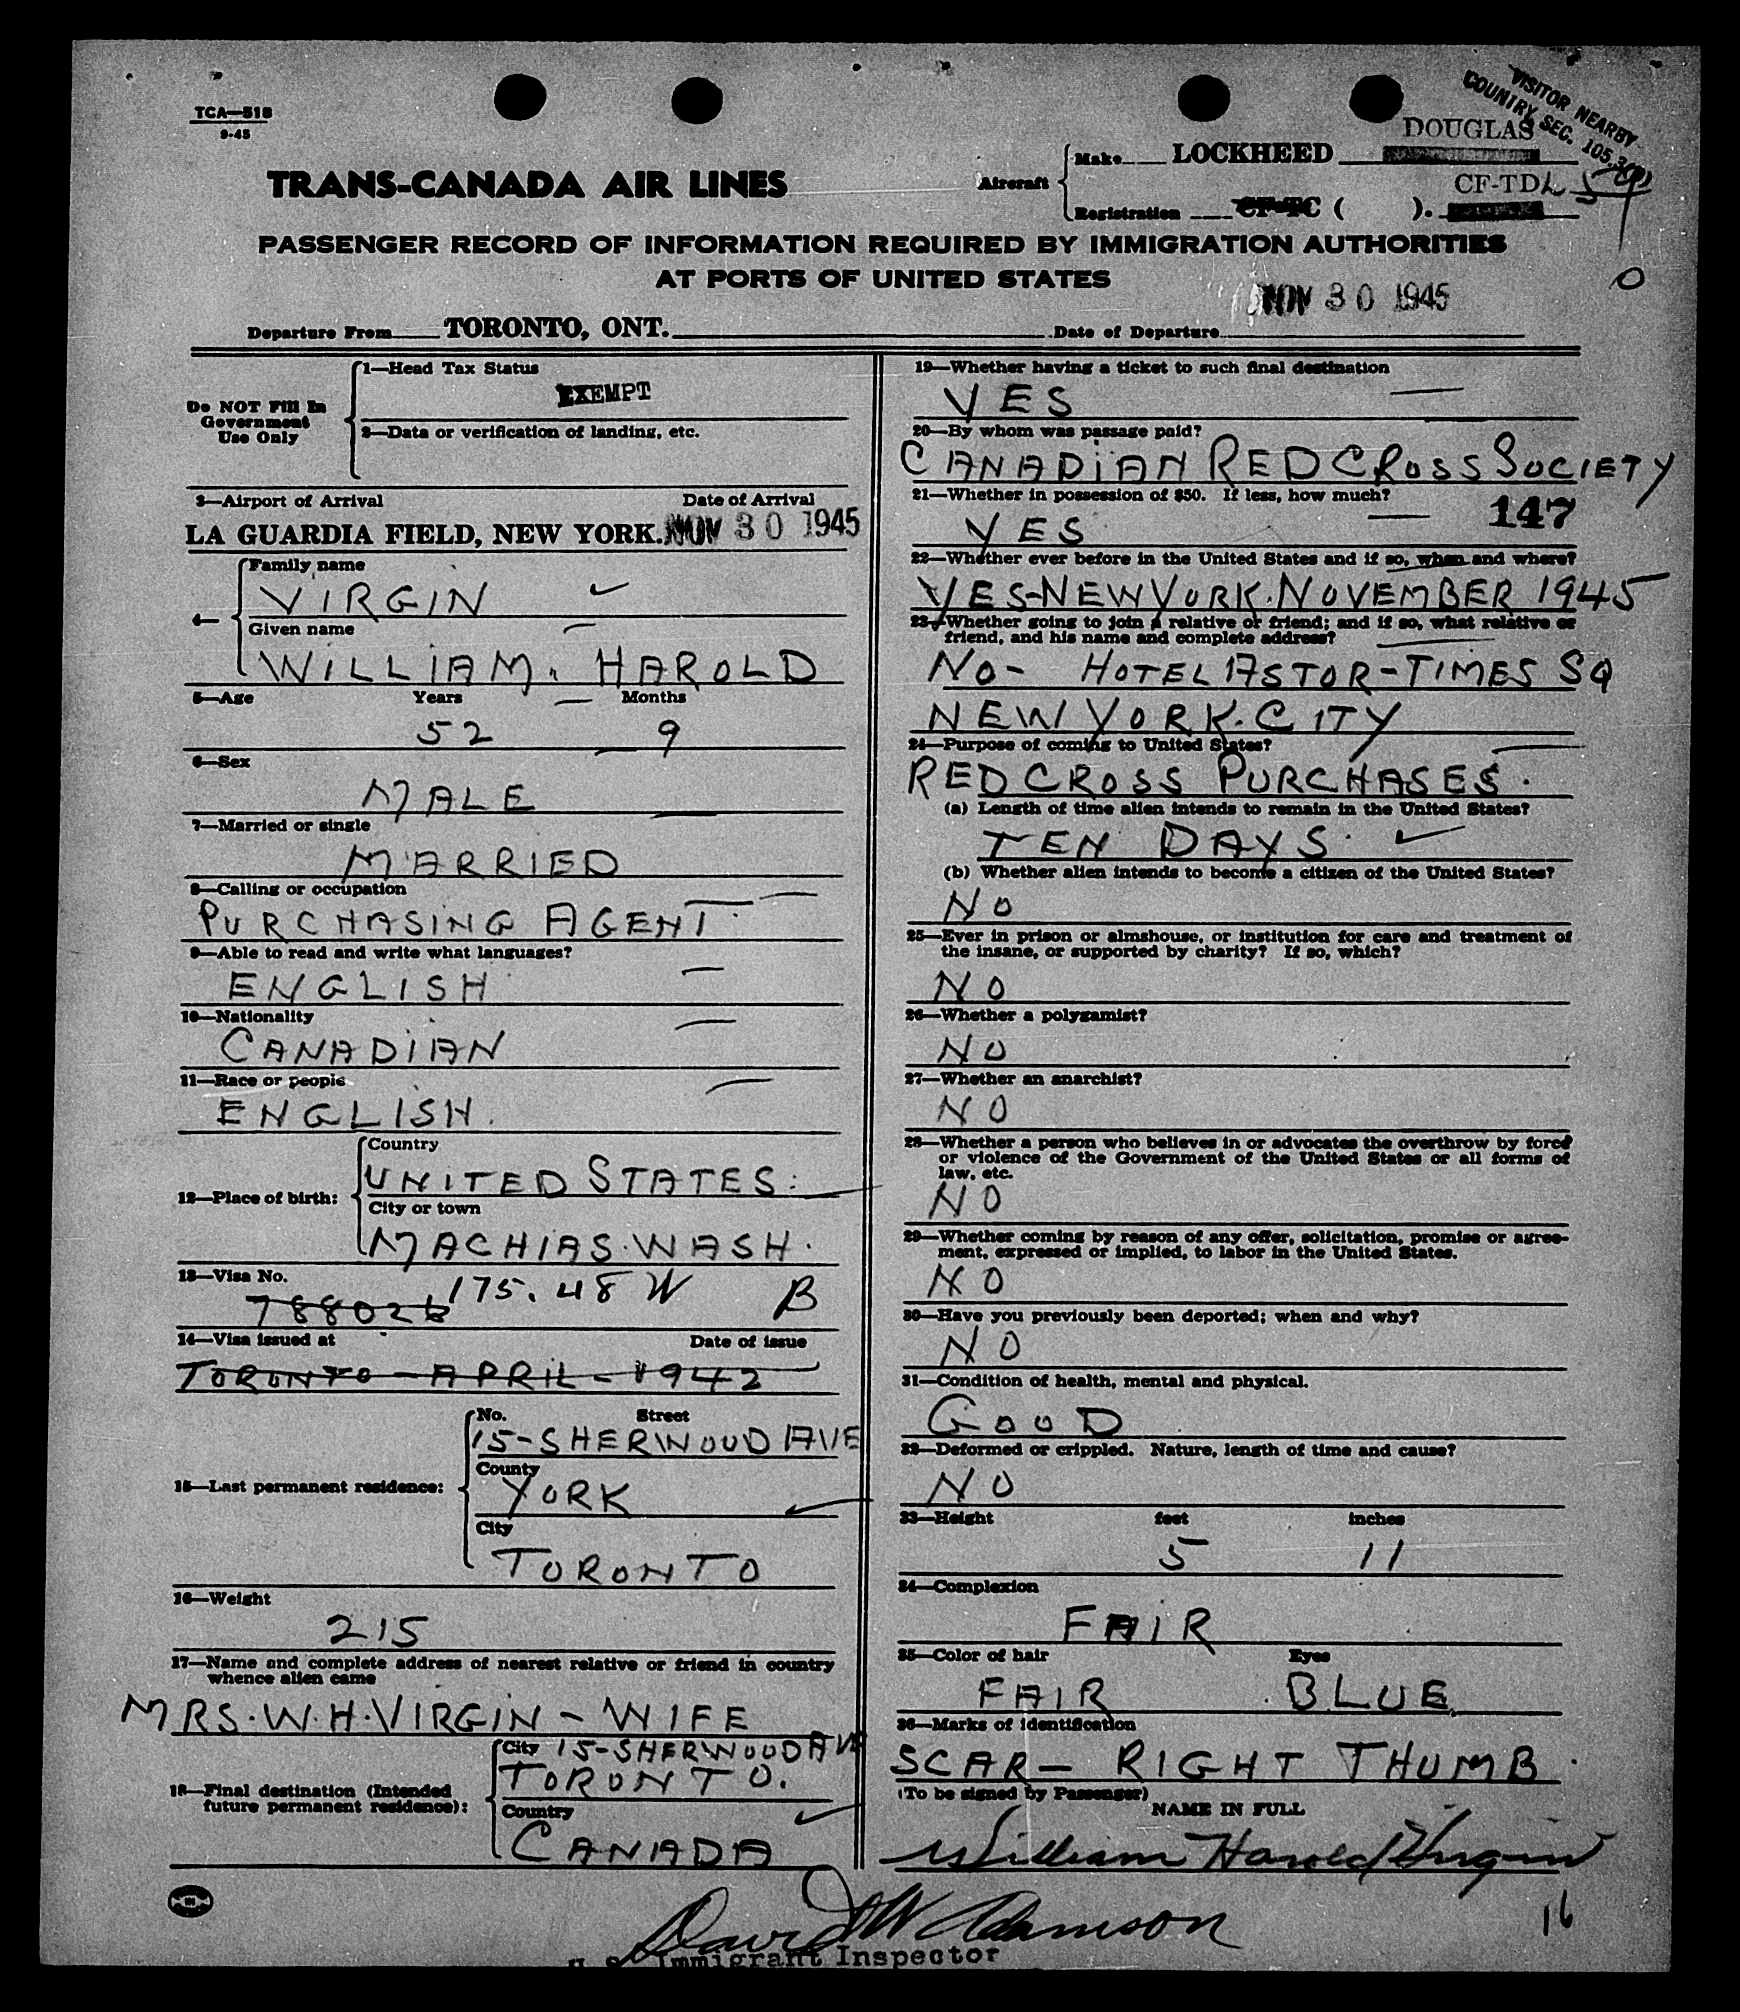 TCA—518
9-45
VISITOR NEARBY
COUNTRY, SEC.
DOUGLAS
Aircraft
Make LOCKHEED
TRANS-CANADA AIR LINES
CF-TDL
Registration CF-TC ( ).
PASSENGER RECORD OF INFORMATION REQUIRED BY IMMIGRATION AUTHORITIES
AT PORTS OF UNITED STATES
NOV 30 1945
Departure From TORONTO, ONT. Date of Departure
Do NOT Fill In
Government
Use Only
1—Head Tax Status
EXEMPT
2—Data or verification of landing, etc.
3—Airport of Arrival Date of Arrival
LA GUARDIA FIELD, NEW YORK. NOV 30 1945
4—
Family name
VIRGIN
Given name
WILLIAM. HAROLD
5—Age Years Months
52 9
6—Sex
MALE
7—Married or single
MARRIED
8—Calling or occupation
PURCHASING AGENT
9—Able to read and write what languages?
ENGLISH
10—Nationality
CANADIAN
11—Race or people
ENGLISH.
12—Place of birth:
Country
UNITED STATES.
City or town
MACHIAS. WASH.
13—Visa No.
788026 175.48 W B
14—Visa issued at Date of issue
TORONTO - APRIL - 1942
15—Last permanent residence:
No. Street
15-SHERWOOD AVE
County
YORK
City
TORONTO
16—Weight
215
17—Name and complete address of nearest relative or friend in country
whence alien came
MRS. W. H. VIRGIN - WIFE
18—Final destination (Intended
future permanent residence):
City 15-SHERWOOD AVE
TORONTO.
Country
CANADA
19—Whether having a ticket to such final destination
YES
20—By whom was passage paid?
CANADIAN RED CROSS SOCIETY
21—Whether in possession of $50. If less, how much?
YES 147
22—Whether ever before in the United States and if so, when and where?
YES-NEW YORK. NOVEMBER 1945
23—Whether going to join a relative or friend; and if so, what relative or
friend, and his name and complete address?
NO- HOTEL ASTOR-TIMES SQ
NEW YORK. CITY
24—Purpose of coming to United States?
RED CROSS PURCHASES.
(a) Length of time alien intends to remain in the United States?
TEN DAYS.
(b) Whether alien intends to become a citizen of the United States?
NO
25—Ever in prison or almshouse, or institution for care and treatment of
the insane, or supported by charity? If so, which?
NO
26—Whether a polygamist?
NO
27—Whether an anarchist?
NO
28—Whether a person who believes in or advocates the overthrow by force
or violence of the Government of the United States or all forms of
law, etc.
NO
29—Whether coming by reason of any offer, solicitation, promise or agree-
ment, expressed or implied, to labor in the United States.
NO
30—Have you previously been deported; when and why?
NO
31—Condition of health, mental and physical.
GOOD
32—Deformed or crippled. Nature, length of time and cause?
NO
33—Height feet inches
5 11
34—Complexion
FAIR
35—Color of hair Eyes
FAIR BLUE
36—Marks of identification
SCAR- RIGHT THUMB.
(To be signed by Passenger)
NAME IN FULL
William Harold Virgin
16
David W Adamson
U. S. Immigrant Inspector